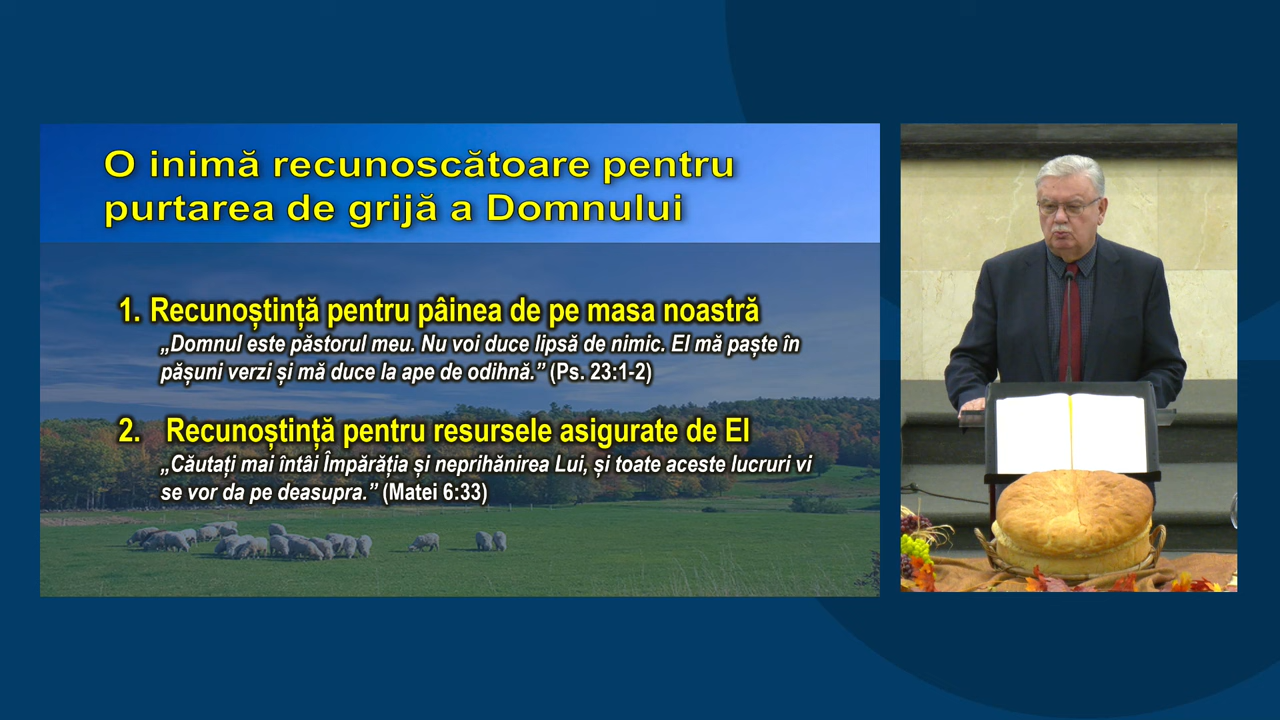 O inimă recunoscătoare pentru
purtarea de grijă a Domnului
1. Recunoștință pentru pâinea de pe masa noastră
„Domnul este păstorul meu. Nu voi duce lipsă de nimic. El mă paște în
pășuni verzi și mă duce la ape de odihnă.” (Ps. 23:1-2)
2. Recunoștință pentru resursele asigurate de El
„Căutați mai întâi Împărăția și neprihănirea Lui, și toate aceste lucruri vi
se vor da pe deasupra.” (Matei 6:33)